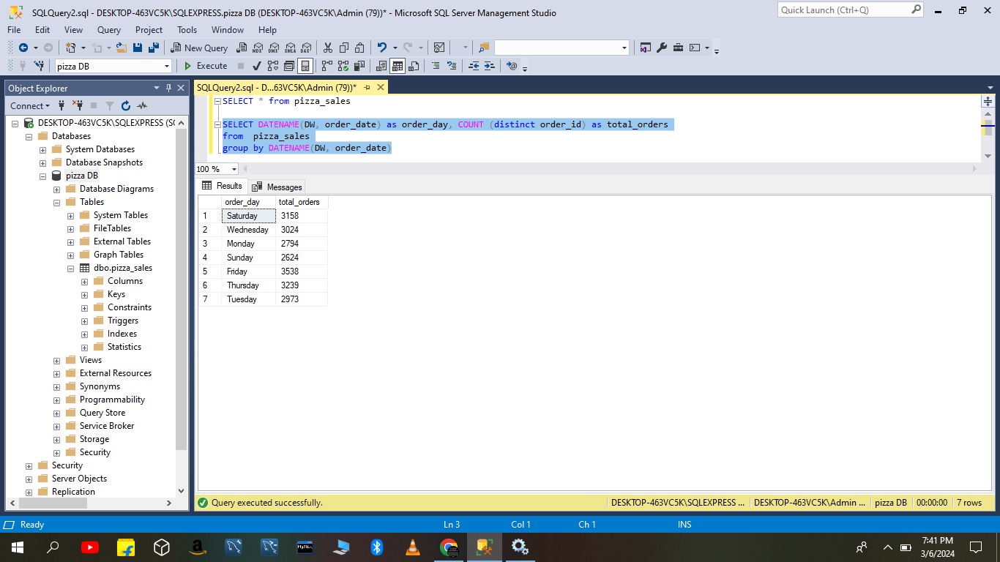 SQLQuery2.sql - DESKTOP-463VC5K\SQLEXPRESS.pizza DB (DESKTOP-463VC5K\Admin (79))* - Microsoft SQL Server Management Studio
Quick Launch (Ctrl+Q)
File Edit View Query Project Tools Window Help
New Query
MDX DMX XMLA DAX
pizza DB
Execute
Object Explorer
Connect
DESKTOP-463VC5K\SQLEXPRESS (SQ
Databases
System Databases
Database Snapshots
pizza DB
Database Diagrams
Tables
System Tables
FileTables
External Tables
Graph Tables
dbo.pizza_sales
Columns
Keys
Constraints
Triggers
Indexes
Statistics
Views
External Resources
Synonyms
Programmability
Query Store
Service Broker
Storage
Security
Security
Server Objects
Replication
SQLQuery2.sql - D...63VC5K\Admin (79))*
SELECT * from pizza_sales
SELECT DATENAME(DW, order_date) as order_day, COUNT (distinct order_id) as total_orders
from  pizza_sales
group by DATENAME(DW, order_date)
100 %
Results Messages
order_day total_orders
1 Saturday 3158
2 Wednesday 3024
3 Monday 2794
4 Sunday 2624
5 Friday 3538
6 Thursday 3239
7 Tuesday 2973
Query executed successfully.
DESKTOP-463VC5K\SQLEXPRESS ... DESKTOP-463VC5K\Admin ... pizza DB 00:00:00 7 rows
Ready Ln 3 Col 1 Ch 1 INS
MySQL
7:41 PM
3/6/2024